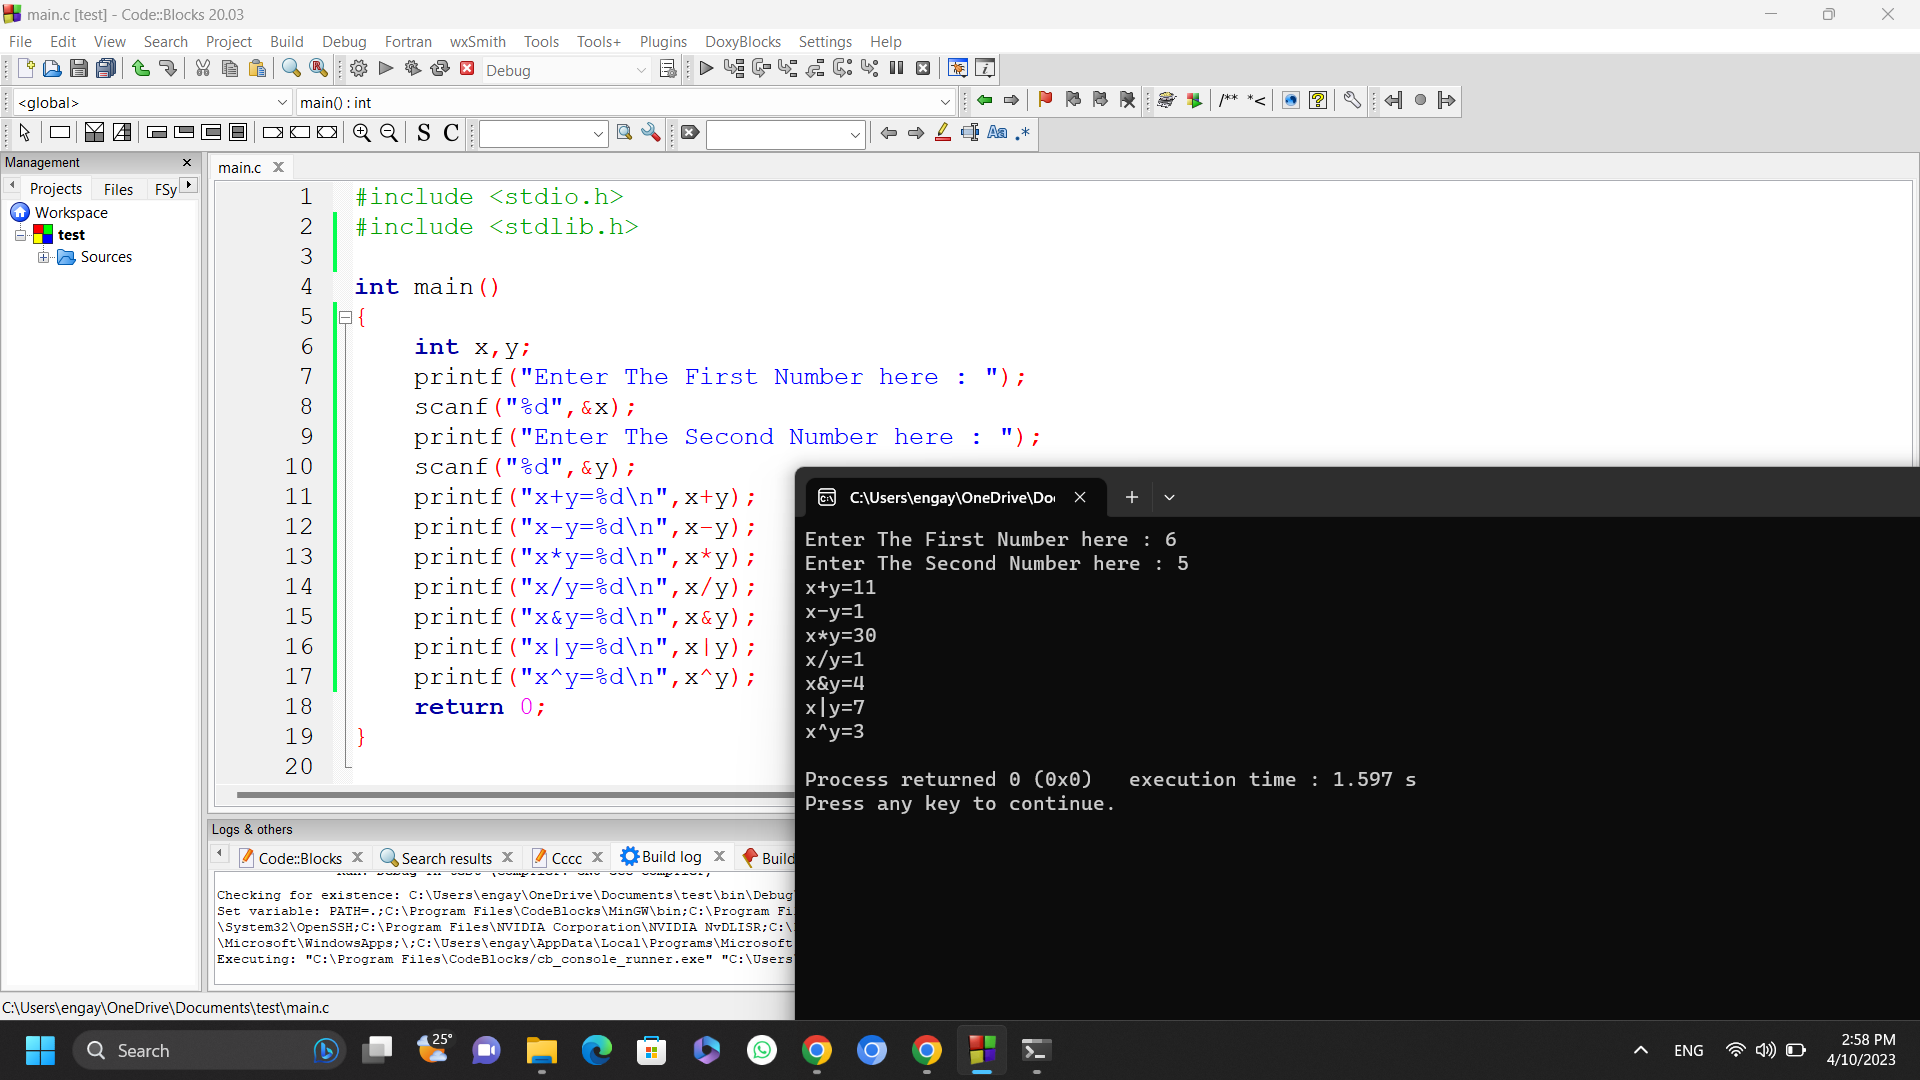 main.c [test] - Code::Blocks 20.03
File Edit View Search Project Build Debug Fortran wxSmith Tools Tools+ Plugins DoxyBlocks Settings Help
Debug
<global> main() : int
/** *<
S C Aa .*
Management
main.c
Projects Files FSy
Workspace
test
Sources
1 #include <stdio.h>
2 #include <stdlib.h>
3
4 int main()
5 {
6 int x,y;
7 printf("Enter The First Number here : ");
8 scanf("%d",&x);
9 printf("Enter The Second Number here : ");
10 scanf("%d",&y);
11 printf("x+y=%d\n",x+y);
12 printf("x-y=%d\n",x-y);
13 printf("x*y=%d\n",x*y);
14 printf("x/y=%d\n",x/y);
15 printf("x&y=%d\n",x&y);
16 printf("x|y=%d\n",x|y);
17 printf("x^y=%d\n",x^y);
18 return 0;
19 }
20
C:\Users\engay\OneDrive\Do
Enter The First Number here : 6
Enter The Second Number here : 5
x+y=11
x-y=1
x*y=30
x/y=1
x&y=4
x|y=7
x^y=3
Process returned 0 (0x0) execution time : 1.597 s
Press any key to continue.
Logs & others
Code::Blocks Search results Cccc Build log Build
Checking for existence: C:\Users\engay\OneDrive\Documents\test\bin\Debug
Set variable: PATH=.;C:\Program Files\CodeBlocks\MinGW\bin;C:\Program Fi
\System32\OpenSSH;C:\Program Files\NVIDIA Corporation\NVIDIA NvDLISR;C:\
\Microsoft\WindowsApps;\;C:\Users\engay\AppData\Local\Programs\Microsoft
Executing: "C:\Program Files\CodeBlocks/cb_console_runner.exe" "C:\Users
C:\Users\engay\OneDrive\Documents\test\main.c
Search
25°
ENG
2:58 PM
4/10/2023